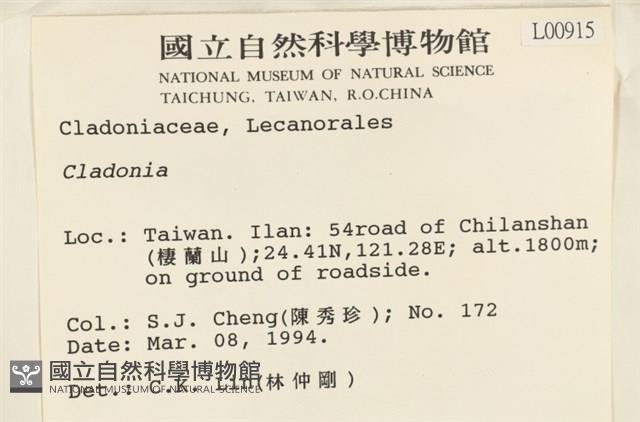 L00915
國立自然科學博物館
NATIONAL MUSEUM OF NATURAL SCIENCE
TAICHUNG, TAIWAN, R.O.CHINA
Cladoniaceae, Lecanorales
Cladonia
Loc.: Taiwan. Ilan: 54road of Chilanshan
(棲蘭山);24.41N,121.28E; alt.1800m;
on ground of roadside.
Col.: S.J. Cheng(陳秀珍); No. 172
Date: Mar. 08, 1994.
國立自然科學博物館
NATIONAL MUSEUM OF NATURAL SCIENCE
Det.: C.K. Lin(林仲剛)